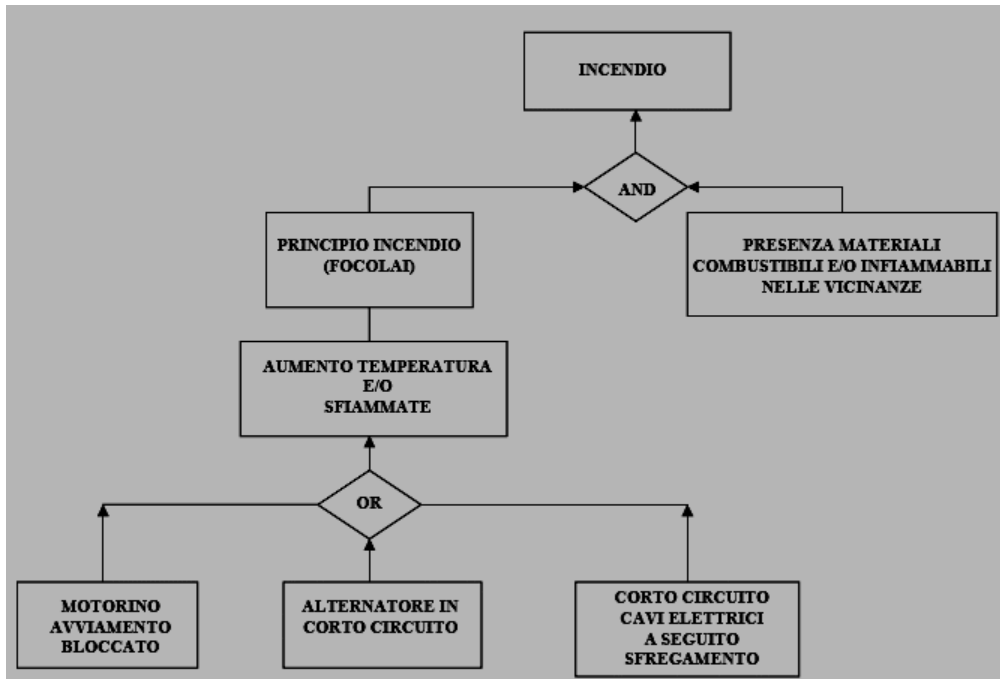 INCENDIO
AND
PRINCIPIO INCENDIO
(FOCOLAI)
PRESENZA MATERIALI
COMBUSTIBILI E/O INFIAMMABILI
NELLE VICINANZE
AUMENTO TEMPERATURA
E/O
SFIAMMATE
OR
MOTORINO
AVVIAMENTO
BLOCCATO
ALTERNATORE IN
CORTO CIRCUITO
CORTO CIRCUITO
CAVI ELETTRICI
A SEGUITO
SFREGAMENTO